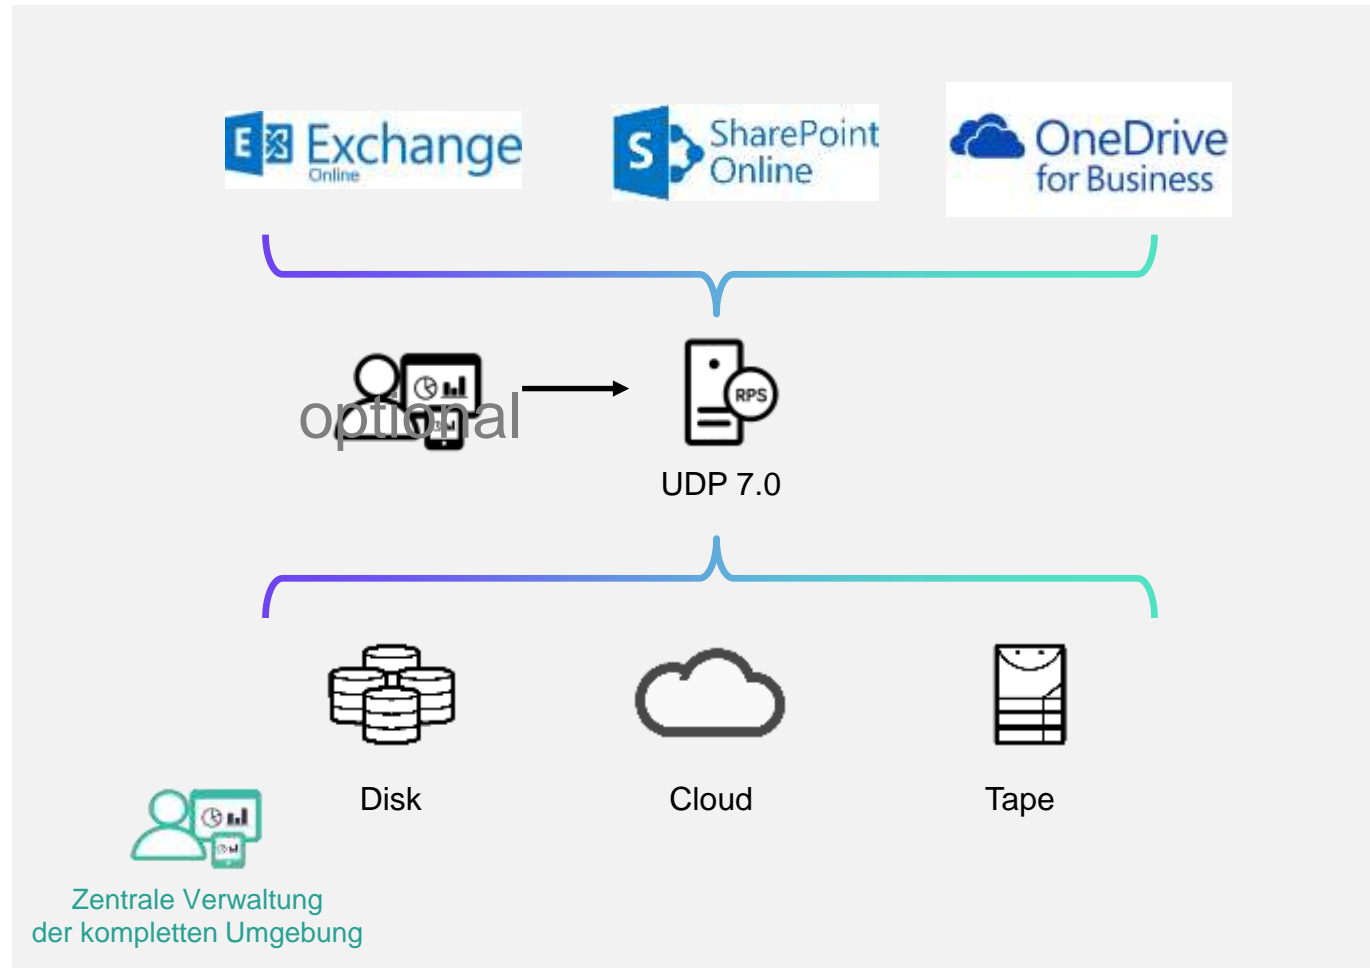 E Exchange
Online
S SharePoint
Online
OneDrive
for Business
optional
RPS
UDP 7.0
Disk
Cloud
Tape
Zentrale Verwaltung
der kompletten Umgebung